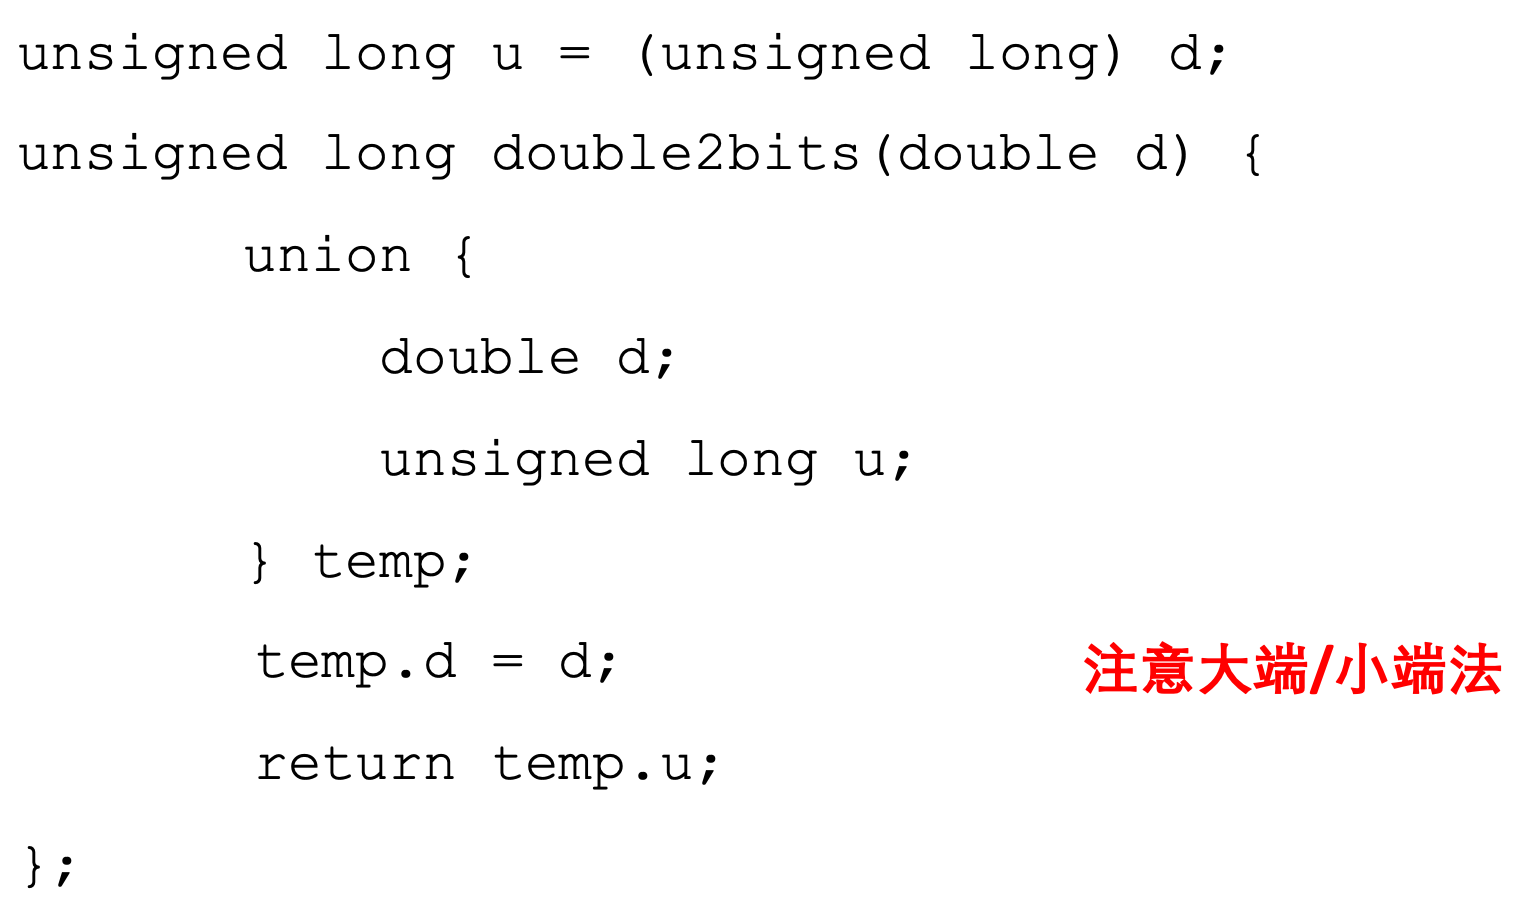 unsigned long u = (unsigned long) d;
unsigned long double2bits(double d) {
union {
double d;
unsigned long u;
} temp;
temp.d = d;
注意大端/小端法
return temp.u;
};